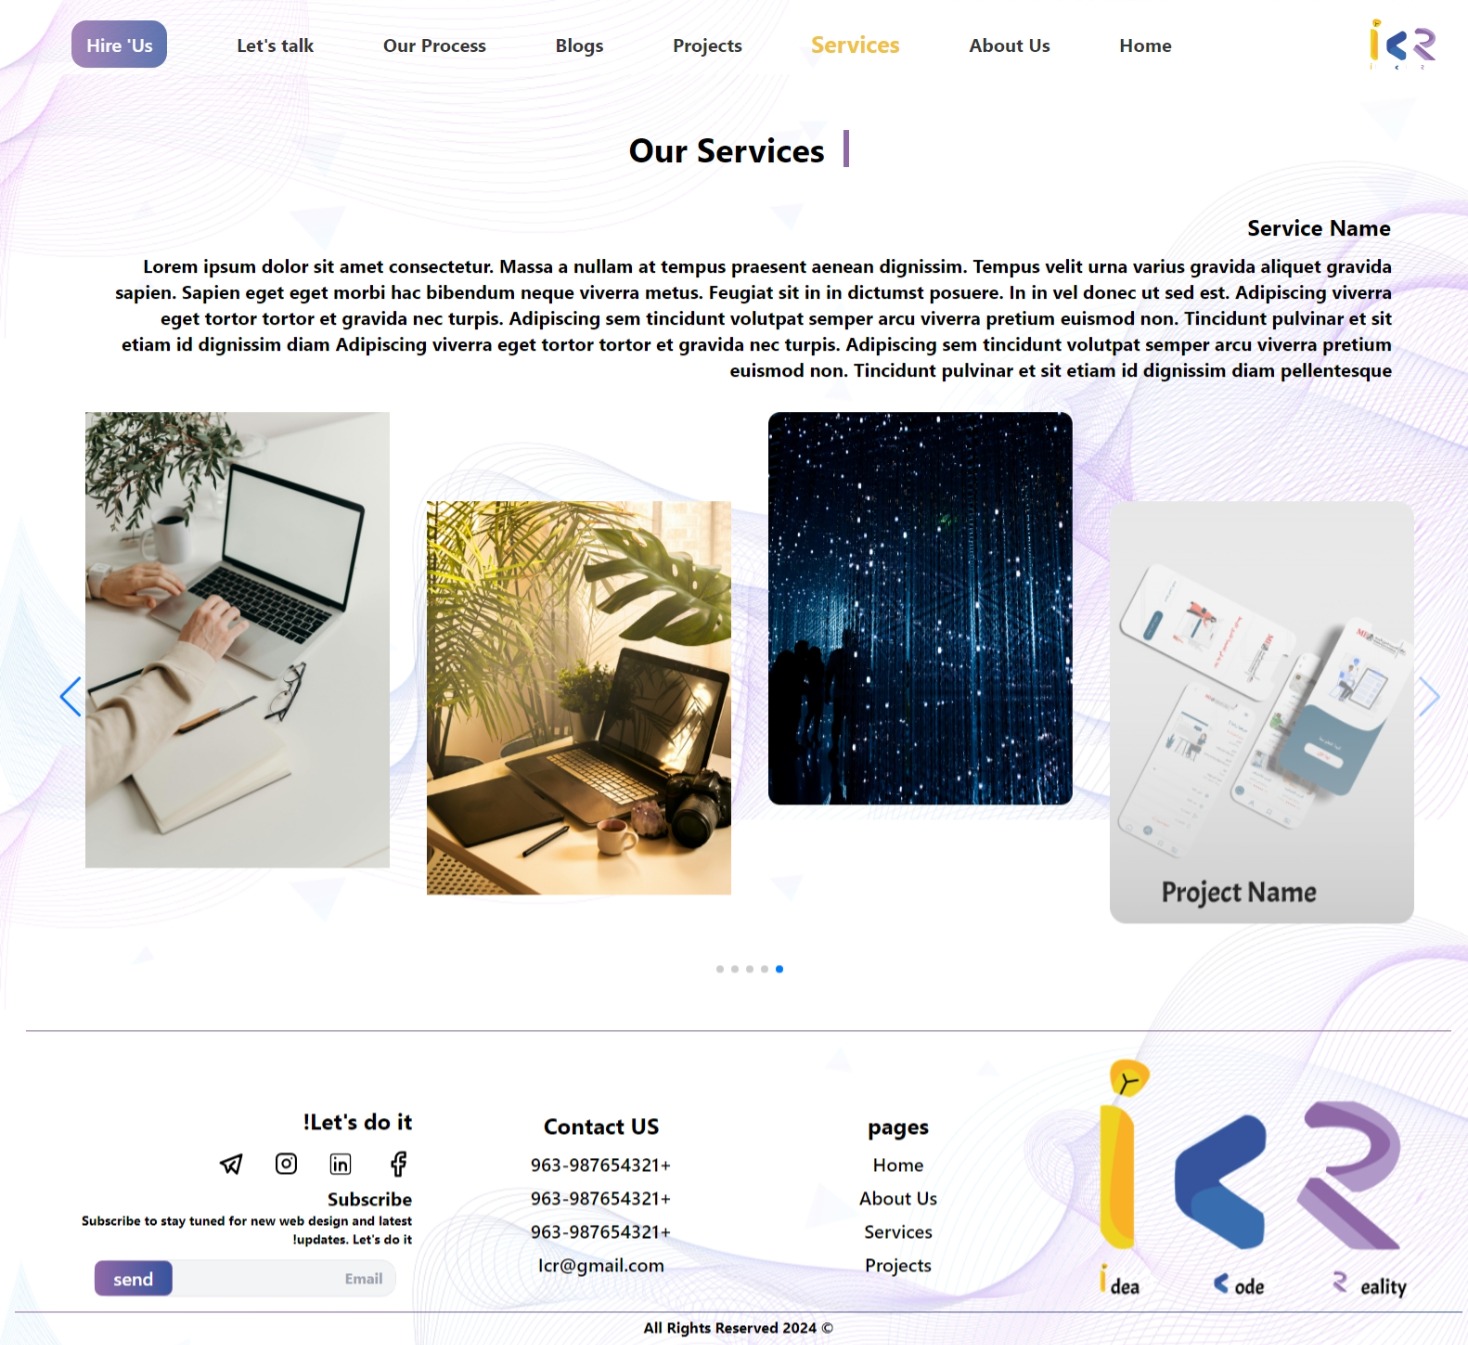 Hire 'Us
Let's talk
Our Process
Blogs
Projects
Services
About Us
Home
Our Services
Service Name
Lorem ipsum dolor sit amet consectetur. Massa a nullam at tempus praesent aenean dignissim. Tempus velit urna varius gravida aliquet gravida
sapien. Sapien eget eget morbi hac bibendum neque viverra metus. Feugiat sit in in dictumst posuere. In in vel donec ut sed est. Adipiscing viverra
eget tortor tortor et gravida nec turpis. Adipiscing sem tincidunt volutpat semper arcu viverra pretium euismod non. Tincidunt pulvinar et sit
etiam id dignissim diam Adipiscing viverra eget tortor tortor et gravida nec turpis. Adipiscing sem tincidunt volutpat semper arcu viverra pretium
euismod non. Tincidunt pulvinar et sit etiam id dignissim diam pellentesque
Project Name
!Let's do it
Subscribe
Subscribe to stay tuned for new web design and latest
!updates. Let's do it
send
Email
Contact US
963-987654321+
963-987654321+
963-987654321+
Icr@gmail.com
pages
Home
About Us
Services
Projects
idea
code
Reality
All Rights Reserved 2024 ©